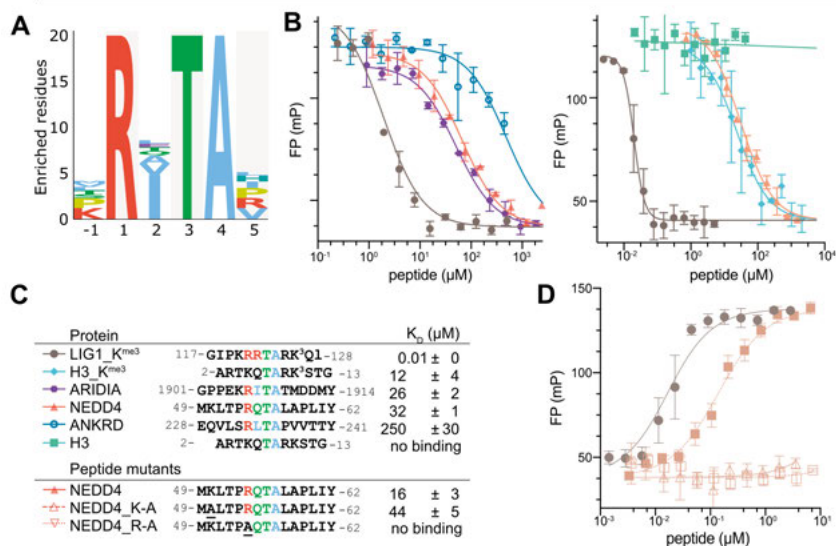 A
Enriched residues
20
15
10
5
0
R T A
-1 1 2 3 4 5
B
FP (mP)
10⁻¹ 10⁰ 10¹ 10² 10³
peptide (µM)
FP (mP)
100
50
10⁻² 10⁰ 10² 10⁴
peptide (µM)
C
Protein K_D (µM)
LIG1_Kᵐᵉ³ 117- GIPKRRTARK³Ql -128 0.01 ± 0
H3_Kᵐᵉ³ 2- ARTKQTARK³STG -13 12 ± 4
ARIDIA 1901- GPPEKRITATMDDMY -1914 26 ± 2
NEDD4 49- MKLTPRQTALAPLIY -62 32 ± 1
ANKRD 228- EQVLSRLTAPVVTTY -241 250 ± 30
H3 2- ARTKQTARKSTG -13 no binding
Peptide mutants
NEDD4 49- MKLTPRQTALAPLIY -62 16 ± 3
NEDD4_K-A 49- MALTPRQTALAPLIY -62 44 ± 5
NEDD4_R-A 49- MKLTPAQTALAPLIY -62 no binding
D
FP (mP)
150
100
50
10⁻³ 10⁻² 10⁻¹ 10⁰ 10¹
peptide (µM)